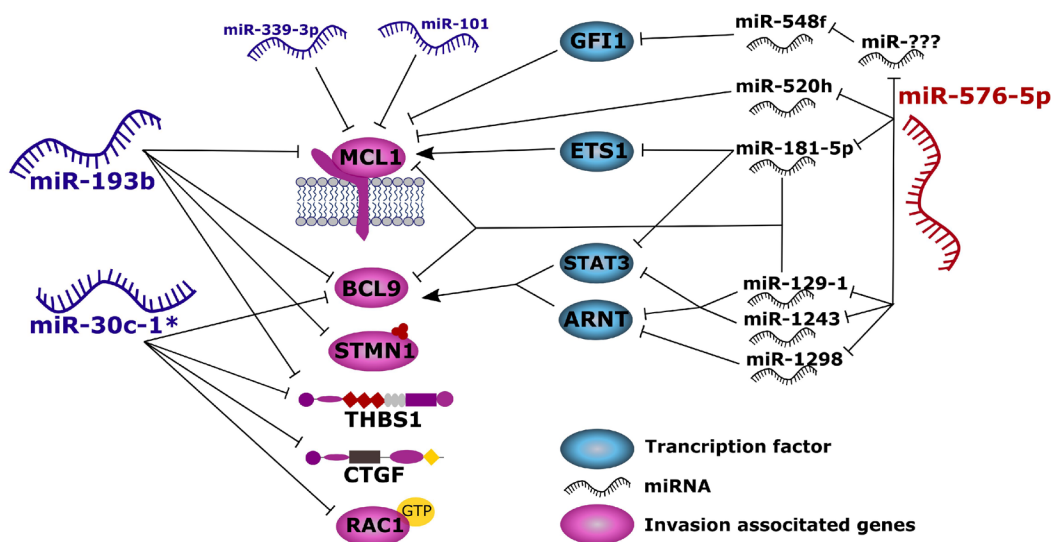 miR-339-3p
miR-101
GFI1
miR-548f
miR-???
miR-576-5p
miR-520h
miR-193b
MCL1
ETS1
miR-181-5p
miR-30c-1*
BCL9
STAT3
miR-129-1
ARNT
miR-1243
STMN1
miR-1298
THBS1
CTGF
RAC1
GTP
Trancription factor
miRNA
Invasion associtated genes